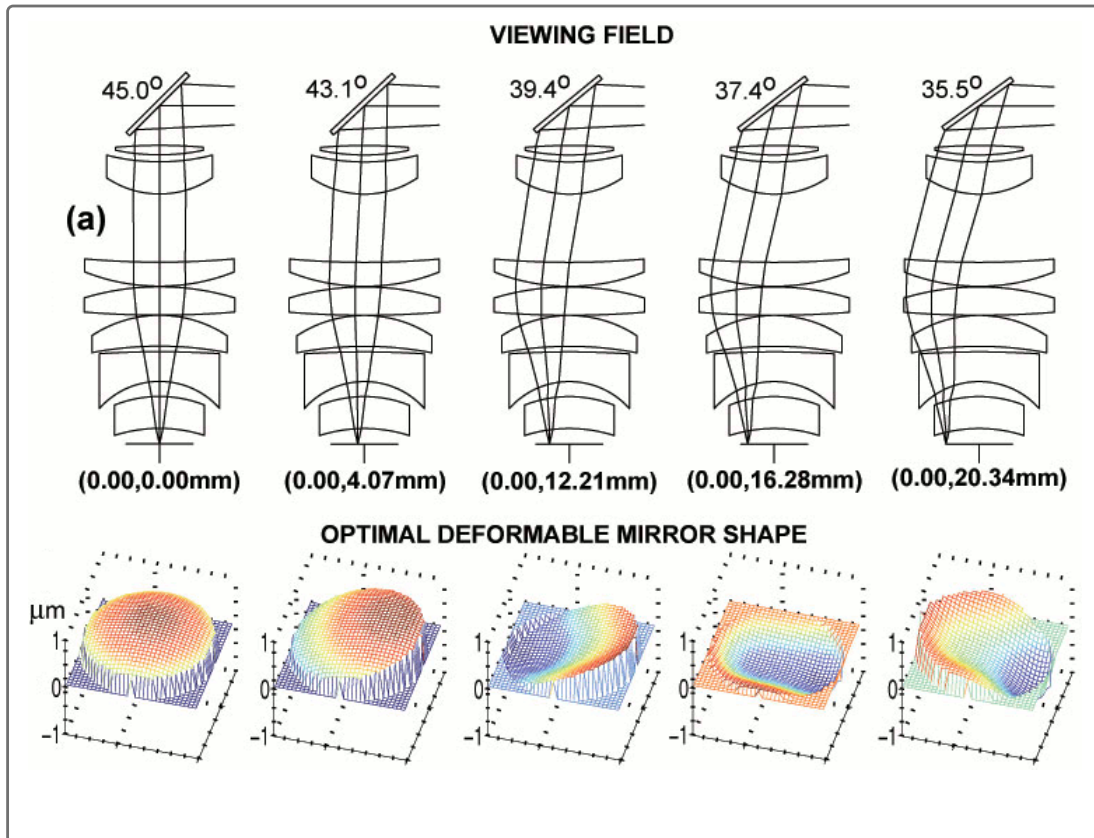 VIEWING FIELD
45.0° 43.1° 39.4° 37.4° 35.5°
(a)
(0.00,0.00mm) (0.00,4.07mm) (0.00,12.21mm) (0.00,16.28mm) (0.00,20.34mm)
OPTIMAL DEFORMABLE MIRROR SHAPE
μm
1 1 1 1 1
0 0 0 0 0
−1 −1 −1 −1 −1